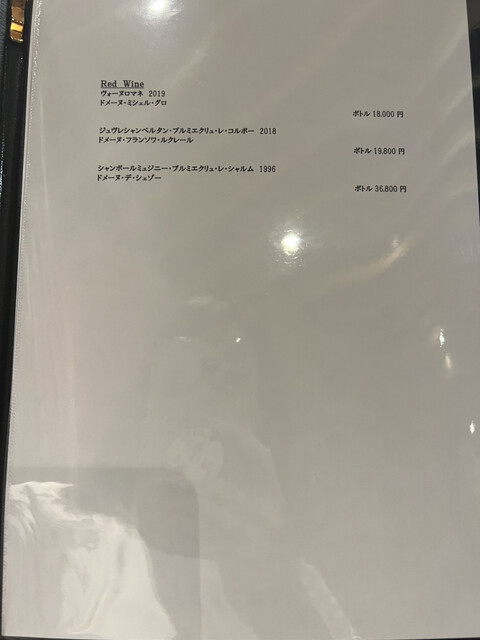 Red Wine
ヴォーヌロマネ 2019
ドメーヌ・ミシェル・グロ
ボトル 18,000 円
ジュヴレシャンベルタン・プルミエクリュ・レ・コルボー 2018
ドメーヌ・フランソワ・ルクレール
ボトル 19,800 円
シャンボールミュジニー・プルミエクリュ・レ・シャルム 1996
ドメーヌ・デ・シェゾー
ボトル 36,800 円